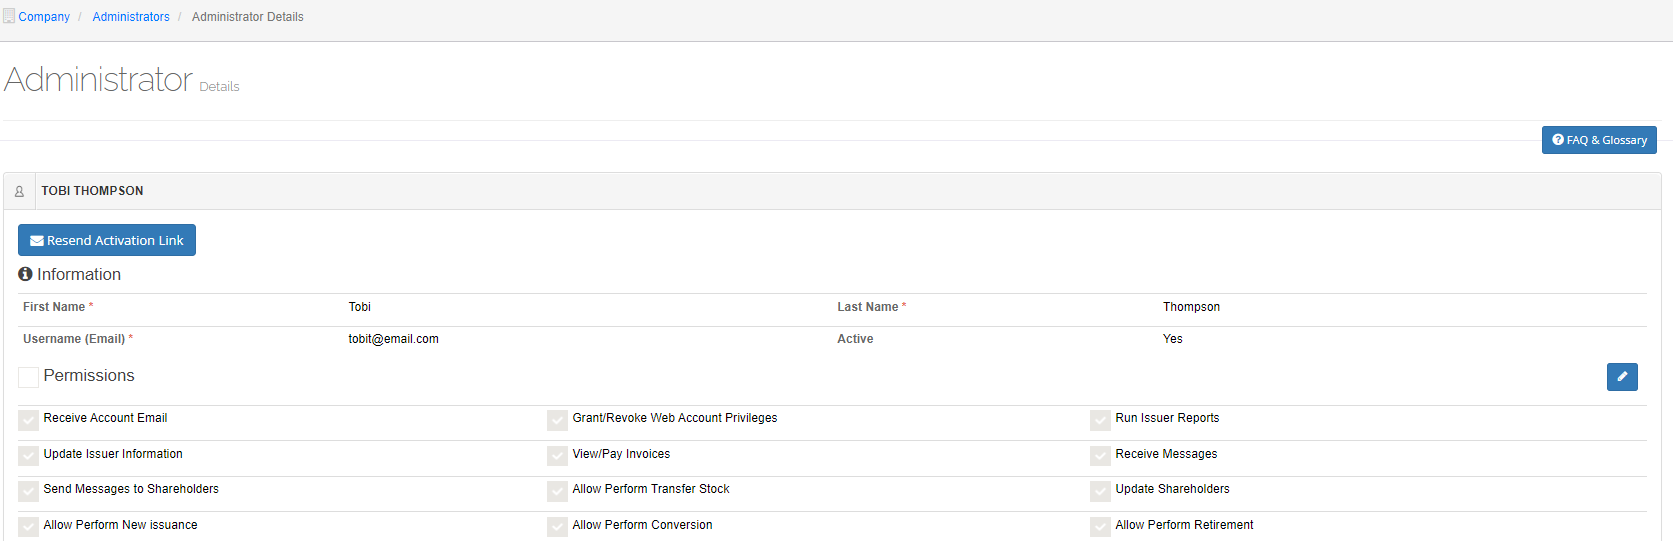 Company / Administrators / Administrator Details
Administrator Details
FAQ & Glossary
TOBI THOMPSON
Resend Activation Link
Information
First Name * Tobi Last Name * Thompson
Username (Email) * tobit@email.com Active Yes
Permissions
Receive Account Email Grant/Revoke Web Account Privileges Run Issuer Reports
Update Issuer Information View/Pay Invoices Receive Messages
Send Messages to Shareholders Allow Perform Transfer Stock Update Shareholders
Allow Perform New issuance Allow Perform Conversion Allow Perform Retirement